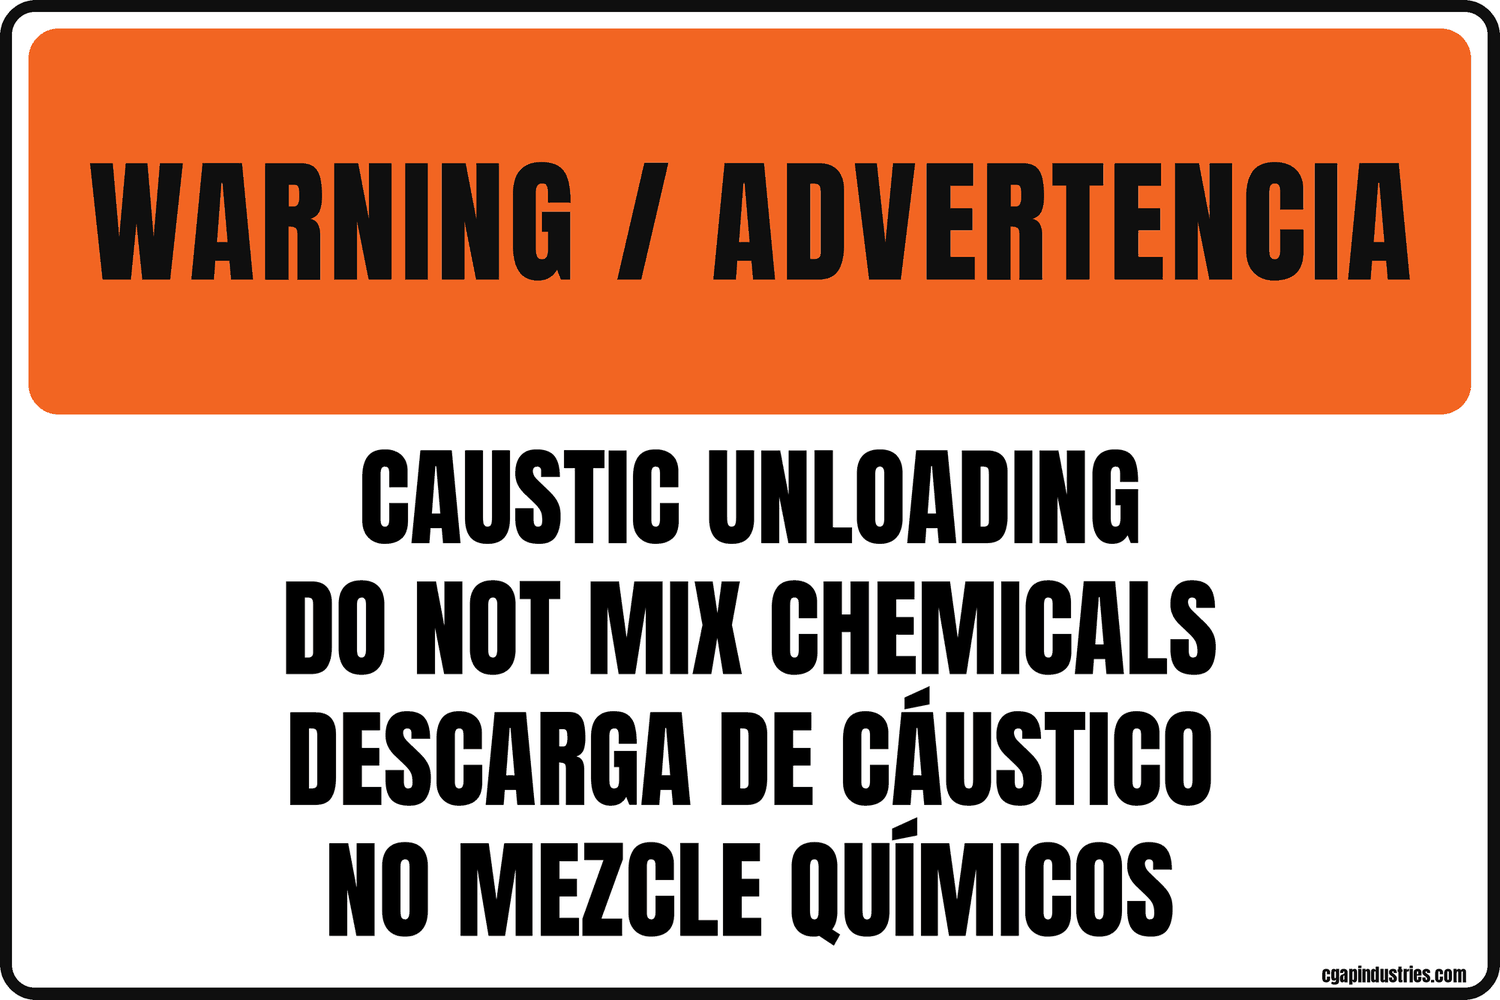 WARNING / ADVERTENCIA
CAUSTIC UNLOADING
DO NOT MIX CHEMICALS
DESCARGA DE CÁUSTICO
NO MEZCLE QUÍMICOS
cgapindustries.com